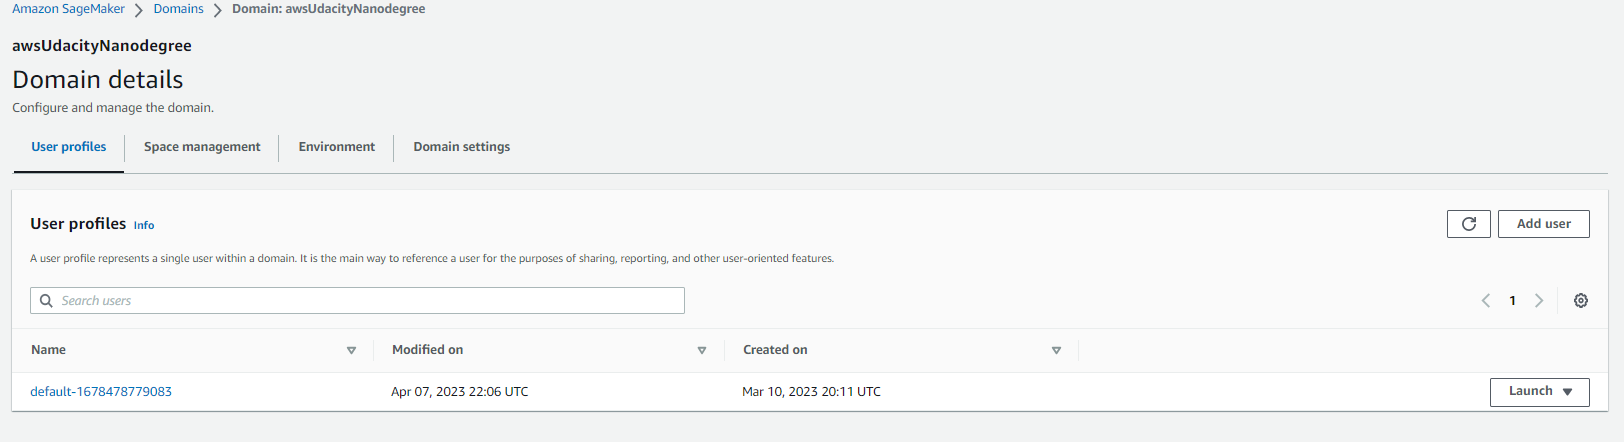 Amazon SageMaker > Domains > Domain: awsUdacityNanodegree
awsUdacityNanodegree
Domain details
Configure and manage the domain.
User profiles Space management Environment Domain settings
User profiles Info
Add user
A user profile represents a single user within a domain. It is the main way to reference a user for the purposes of sharing, reporting, and other user-oriented features.
Search users
1
Name Modified on Created on
default-1678478779083 Apr 07, 2023 22:06 UTC Mar 10, 2023 20:11 UTC Launch